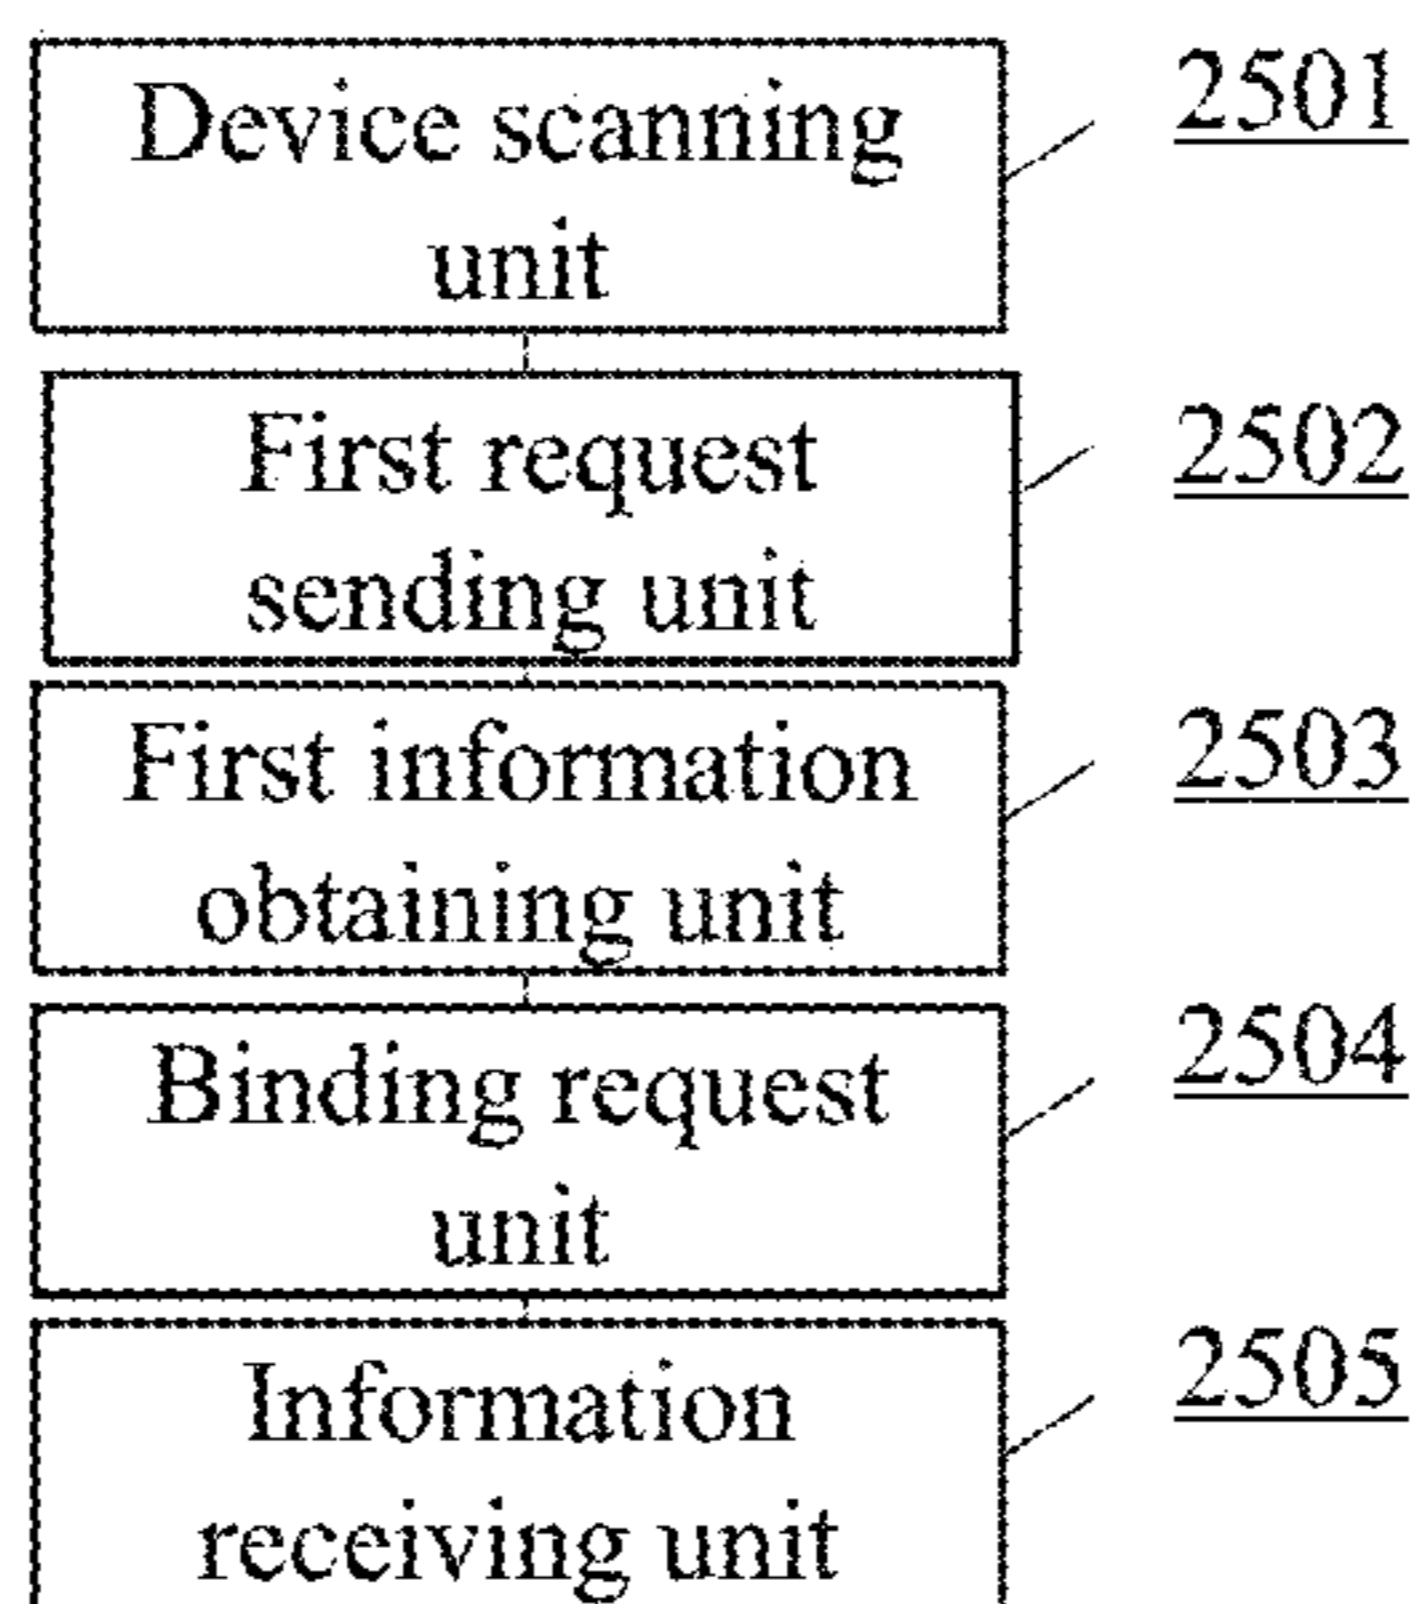 Device scanning
unit
2501
First request
sending unit
2502
First information
obtaining unit
2503
Binding request
unit
2504
Information
receiving unit
2505